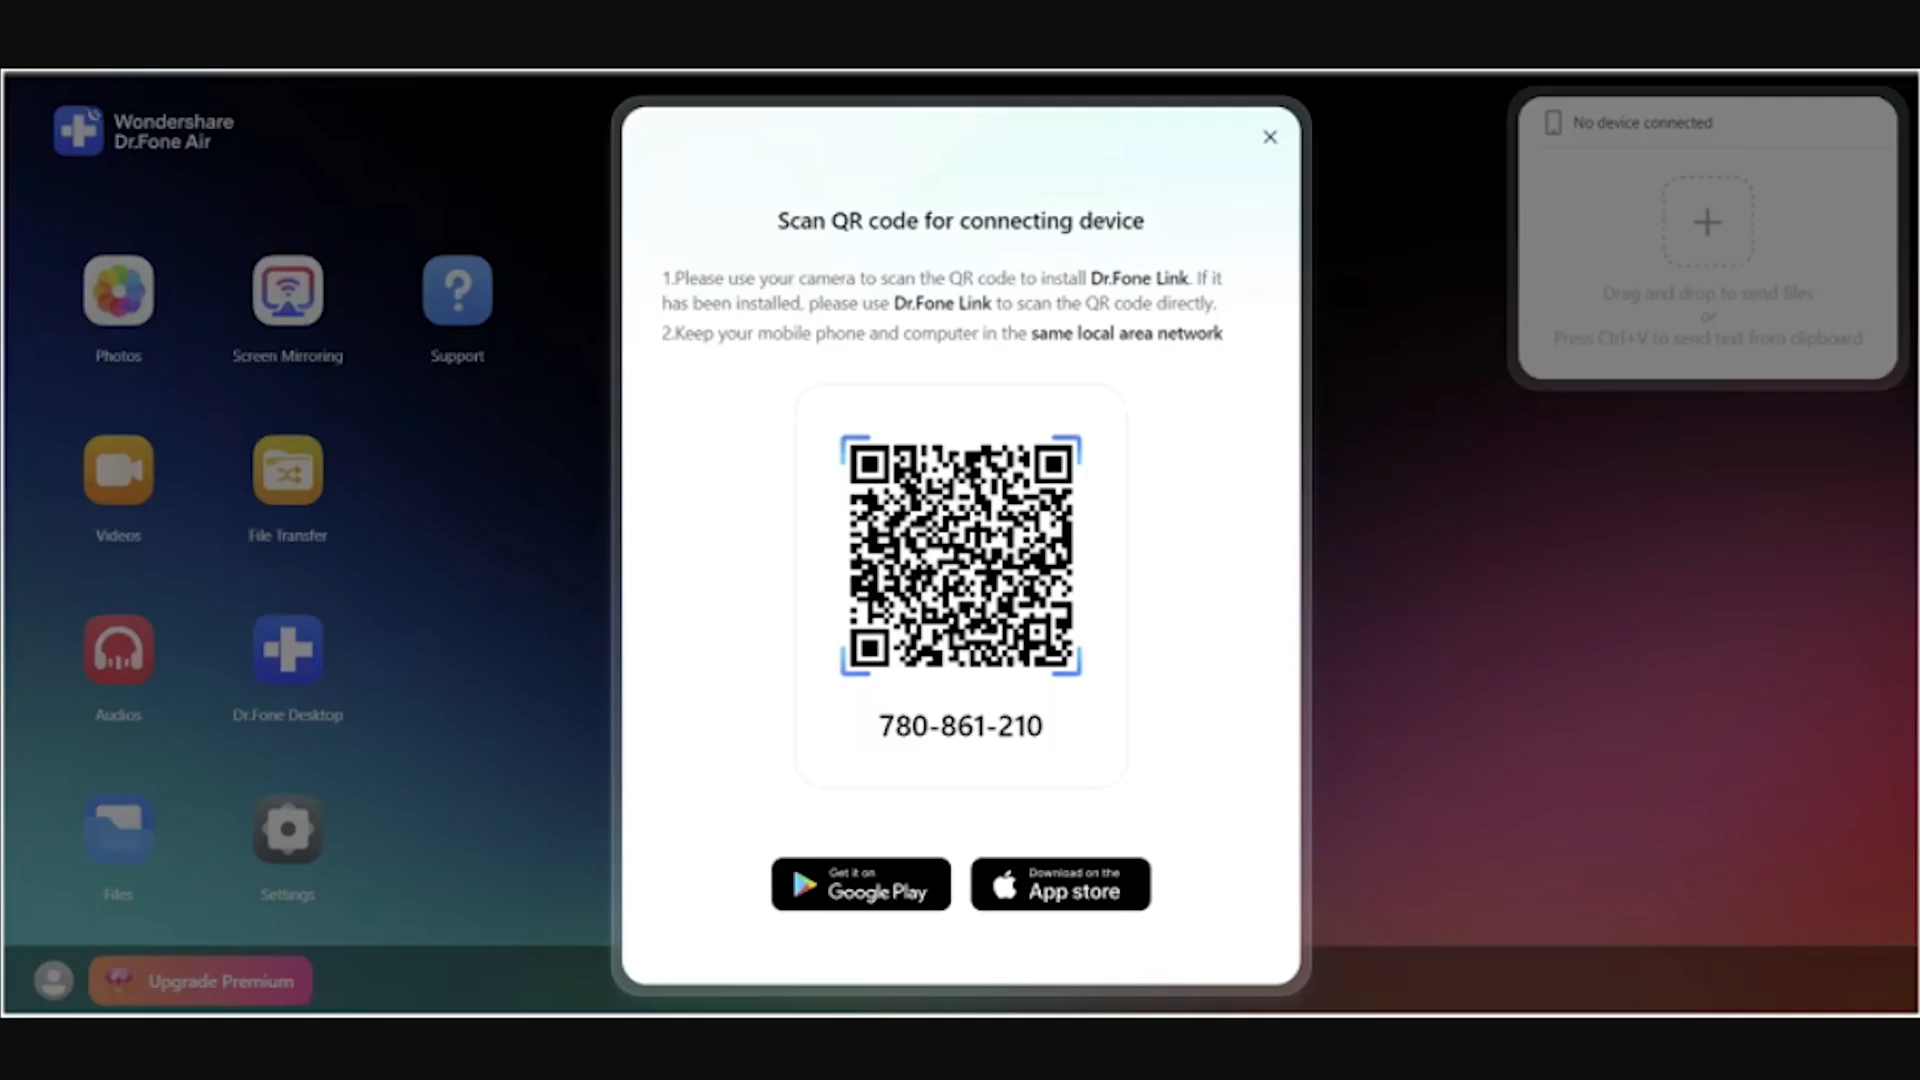 Wondershare
Dr.Fone Air
Photos
Screen Mirroring
Support
Videos
File Transfer
Audios
Dr.Fone Desktop
Files
Settings
Upgrade Premium
Scan QR code for connecting device
1.Please use your camera to scan the QR code to install Dr.Fone Link. If it
has been installed, please use Dr.Fone Link to scan the QR code directly.
2.Keep your mobile phone and computer in the same local area network
780-861-210
Get it on
Google Play
Download on the
App store
No device connected
Drag and drop to send files
or
Press Ctrl+V to send text from clipboard